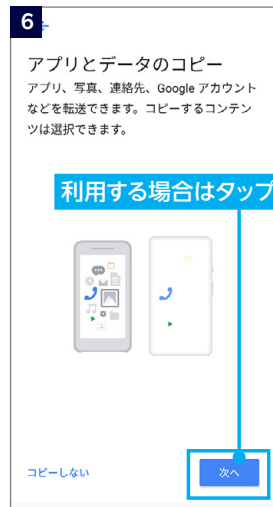 6
アプリとデータのコピー
アプリ、写真、連絡先、Google アカウント
などを転送できます。コピーするコンテン
ツは選択できます。
利用する場合はタップ
コピーしない
次へ